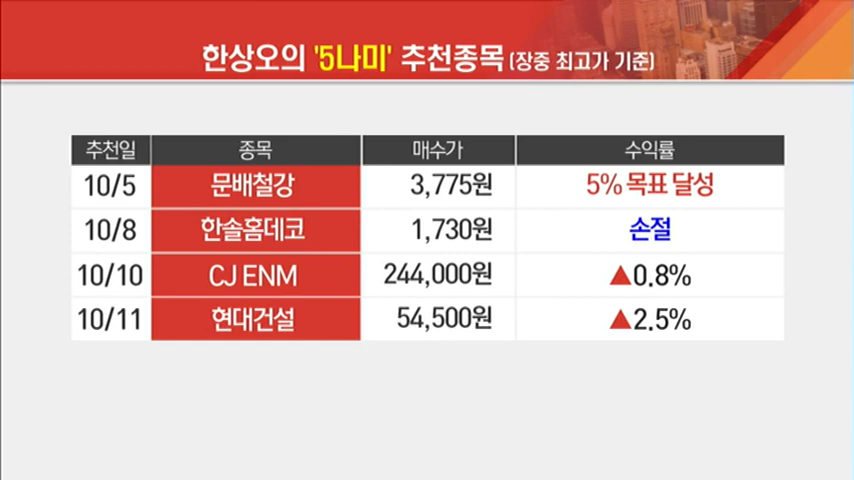 한상오의 '5나미' 추천종목 (장중 최고가 기준)
추천일 종목 매수가 수익률
10/5 문배철강 3,775원 5% 목표 달성
10/8 한솔홈데코 1,730원 손절
10/10 CJ ENM 244,000원 ▲0.8%
10/11 현대건설 54,500원 ▲2.5%